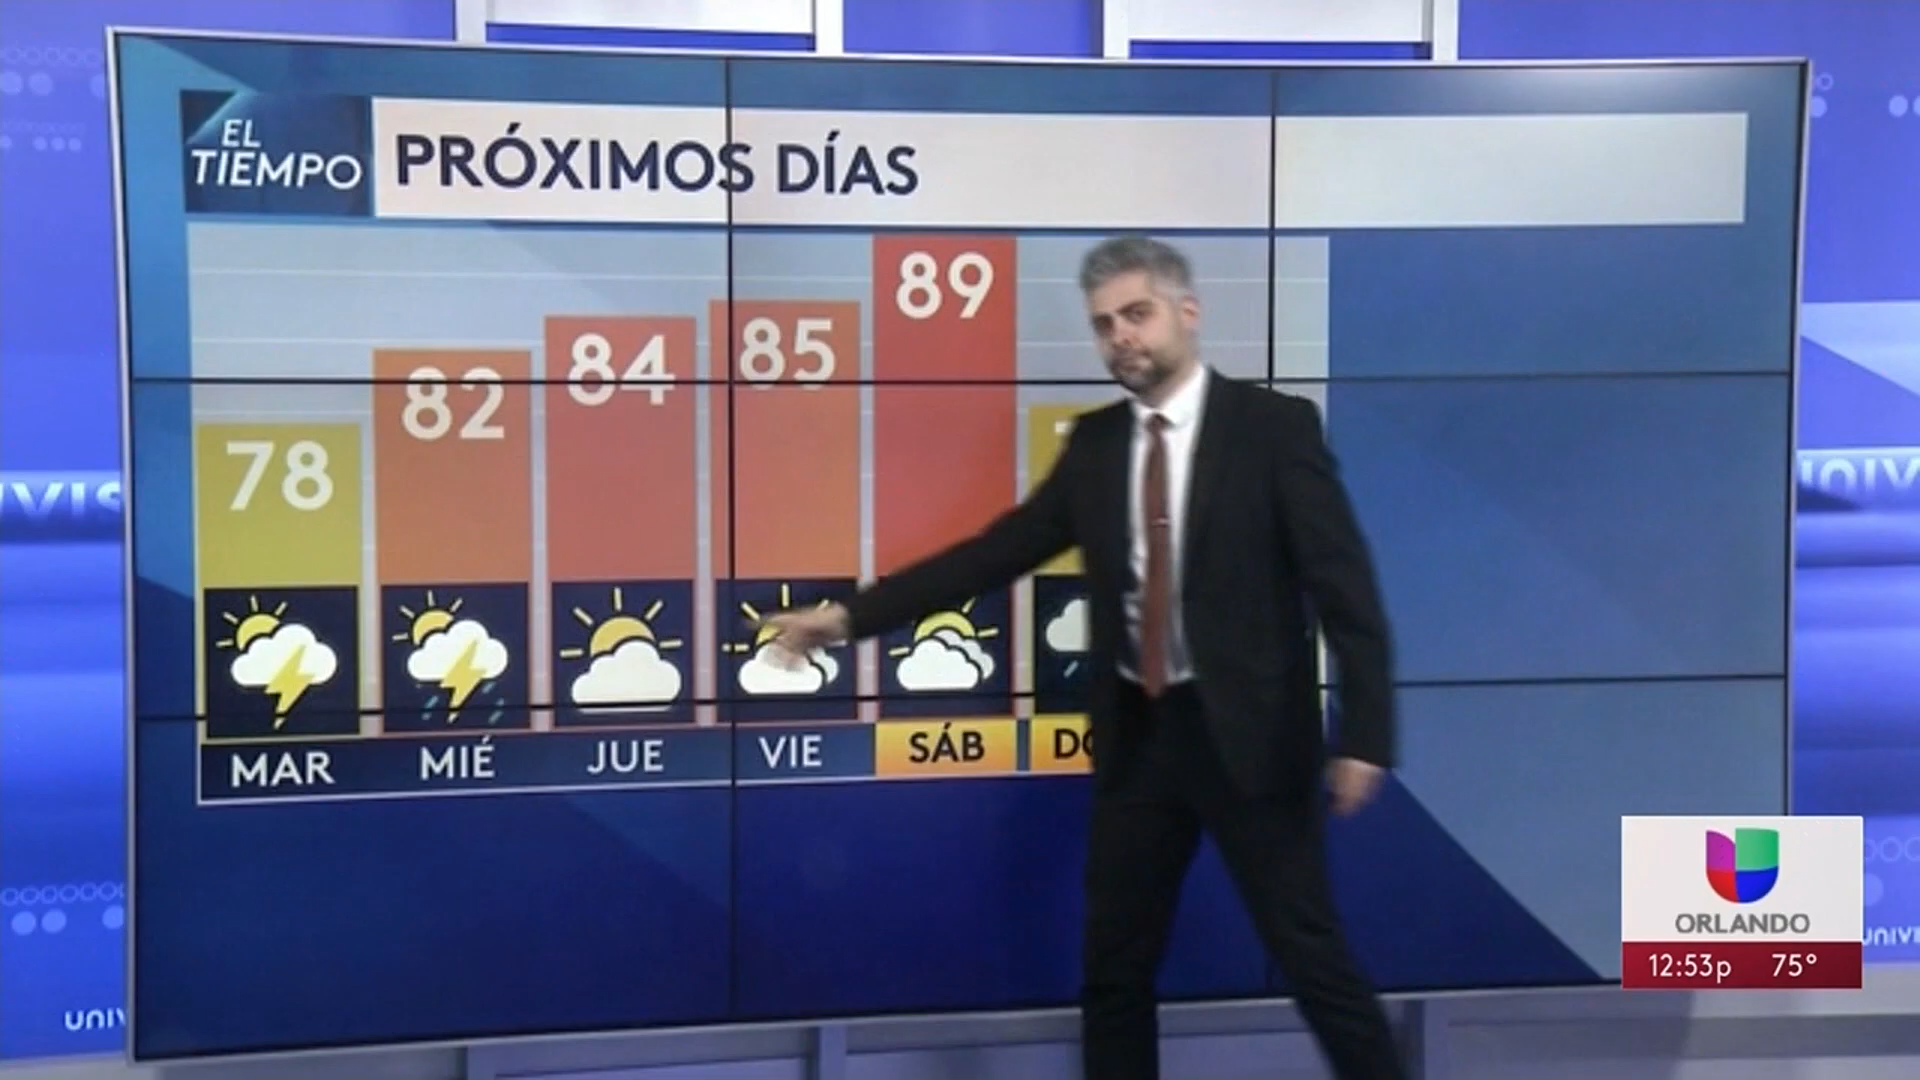 EL
TIEMPO
PRÓXIMOS DÍAS
78
82
84
85
89
MAR
MIÉ
JUE
VIE
SÁB
ORLANDO
12:53p 75°